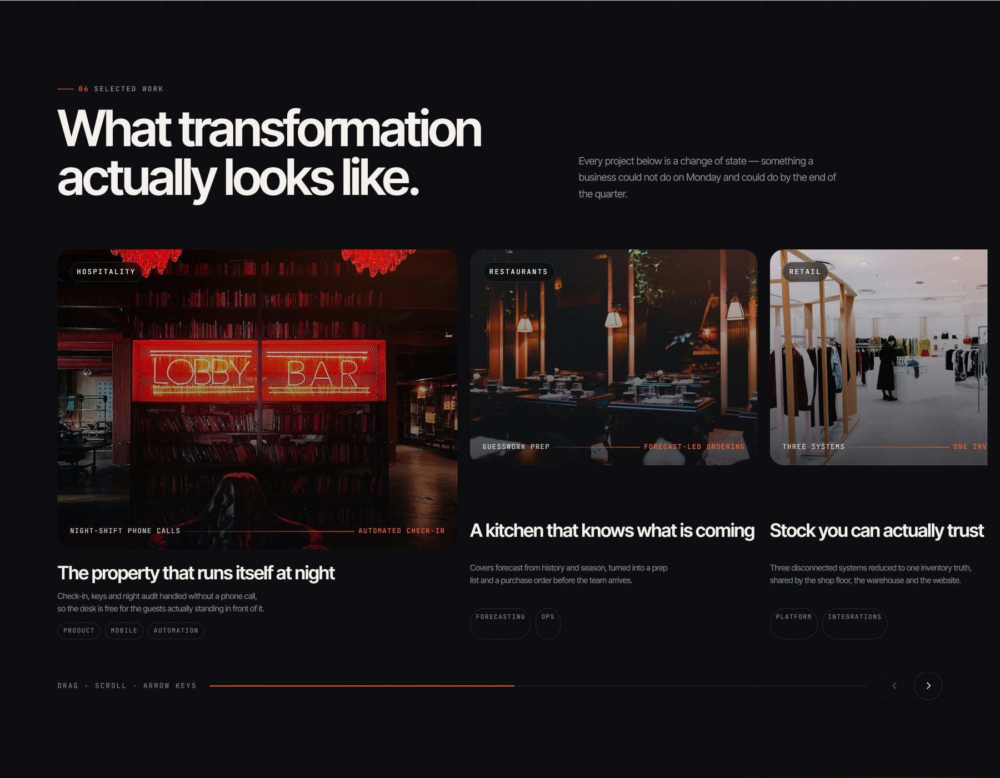 06 SELECTED WORK
What transformation
actually looks like.
Every project below is a change of state — something a
business could not do on Monday and could do by the end of
the quarter.
HOSPITALITY
LOBBY BAR
NIGHT-SHIFT PHONE CALLS
AUTOMATED CHECK-IN
The property that runs itself at night
Check-in, keys and night audit handled without a phone call,
so the desk is free for the guests actually standing in front of it.
PRODUCT
MOBILE
AUTOMATION
RESTAURANTS
GUESSWORK PREP
FORECAST-LED ORDERING
A kitchen that knows what is coming
Covers forecast from history and season, turned into a prep
list and a purchase order before the team arrives.
FORECASTING
OPS
RETAIL
THREE SYSTEMS
ONE INV
Stock you can actually trust
Three disconnected systems reduced to one inventory truth,
shared by the shop floor, the warehouse and the website.
PLATFORM
INTEGRATIONS
DRAG · SCROLL · ARROW KEYS